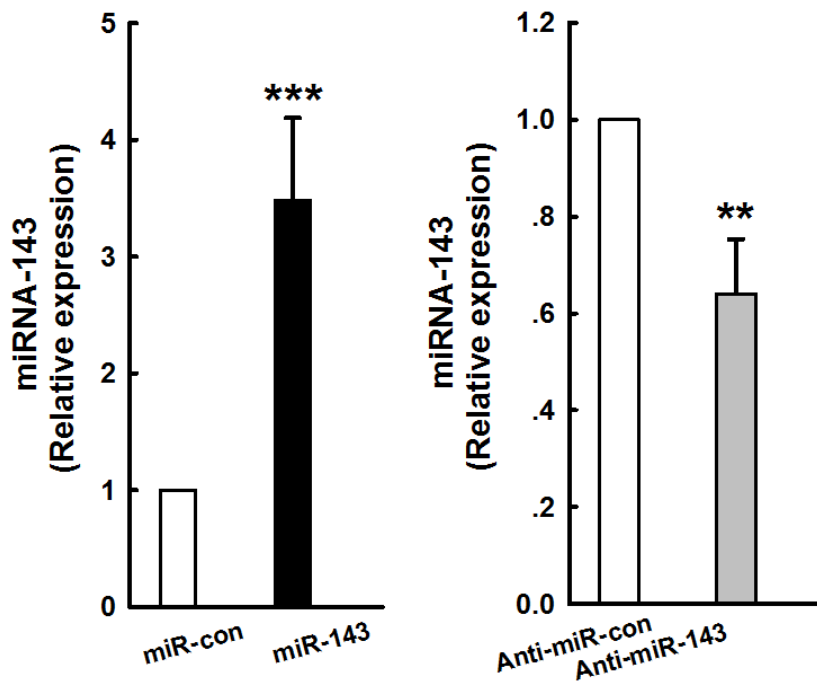 miRNA-143
(Relative expression)
5
4
3
2
1
0
***
miR-con
miR-143
miRNA-143
(Relative expression)
1.2
1.0
.8
.6
.4
.2
0.0
**
Anti-miR-con
Anti-miR-143